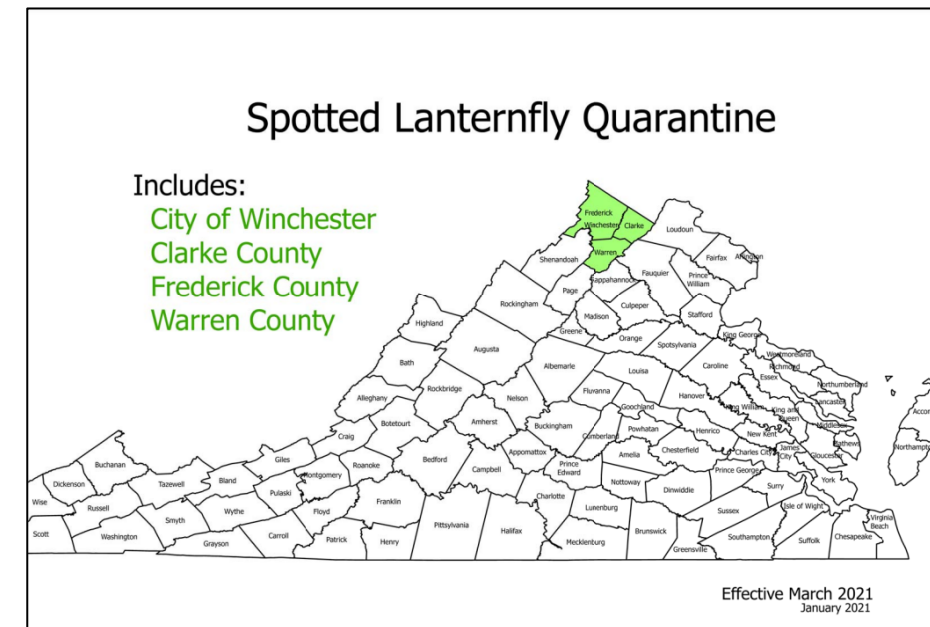 Spotted Lanternfly Quarantine
Includes:
City of Winchester
Clarke County
Frederick County
Warren County
Frederick
Winchester
Clarke
Loudoun
Warren
Shenandoah
Fairfax
Arlington
Fauquier
Prince
William
Rappahannock
Page
Rockingham
Culpeper
Madison
Stafford
Highland
Greene
Orange
King George
Spotsylvania
Augusta
Westmoreland
Richmond
Bath
Albemarle
Louisa
Caroline
Essex
Northumberland
Rockbridge
Fluvanna
Hanover
Alleghany
Nelson
Lancaster
Goochland
King William
King and
Queen
Accom
Botetourt
Amherst
Buckingham
Powhatan
Henrico
Middlesex
Craig
Cumberland
New Kent
Mathews
Northampto
Appomattox
Amelia
Chesterfield
Charles City
James
City
Gloucester
Giles
Roanoke
Bedford
Buchanan
Campbell
Prince
Edward
Prince George
Dickenson
Tazewell
Bland
Montgomery
Nottoway
York
Surry
Pulaski
Charlotte
Dinwiddie
Wise
Russell
Wythe
Floyd
Franklin
Lunenburg
Sussex
Isle of Wight
Smyth
Pittsylvania
Halifax
Brunswick
Virginia
Beach
Scott
Washington
Carroll
Patrick
Henry
Mecklenburg
Southampton
Suffolk
Chesapeake
Grayson
Greensville
Effective March 2021
January 2021